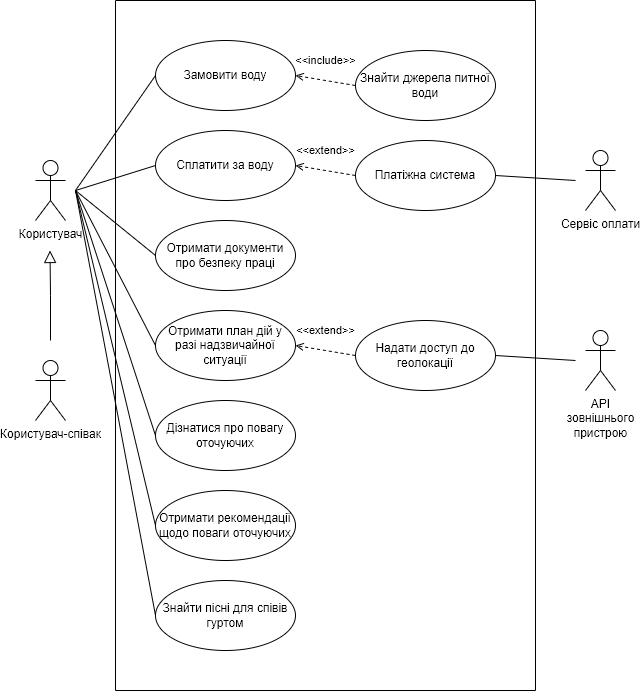 <<include>>
Замовити воду
Знайти джерела питної
води
<<extend>>
Сплатити за воду
Платіжна система
Користувач
Сервіс оплати
Отримати документи
про безпеку праці
<<extend>>
Отримати план дій у
разі надзвичайної
ситуації
Надати доступ до
геолокації
Користувач-співак
API
зовнішнього
пристрою
Дізнатися про повагу
оточуючих
Отримати рекомендації
щодо поваги оточуючих
Знайти пісні для співів
гуртом